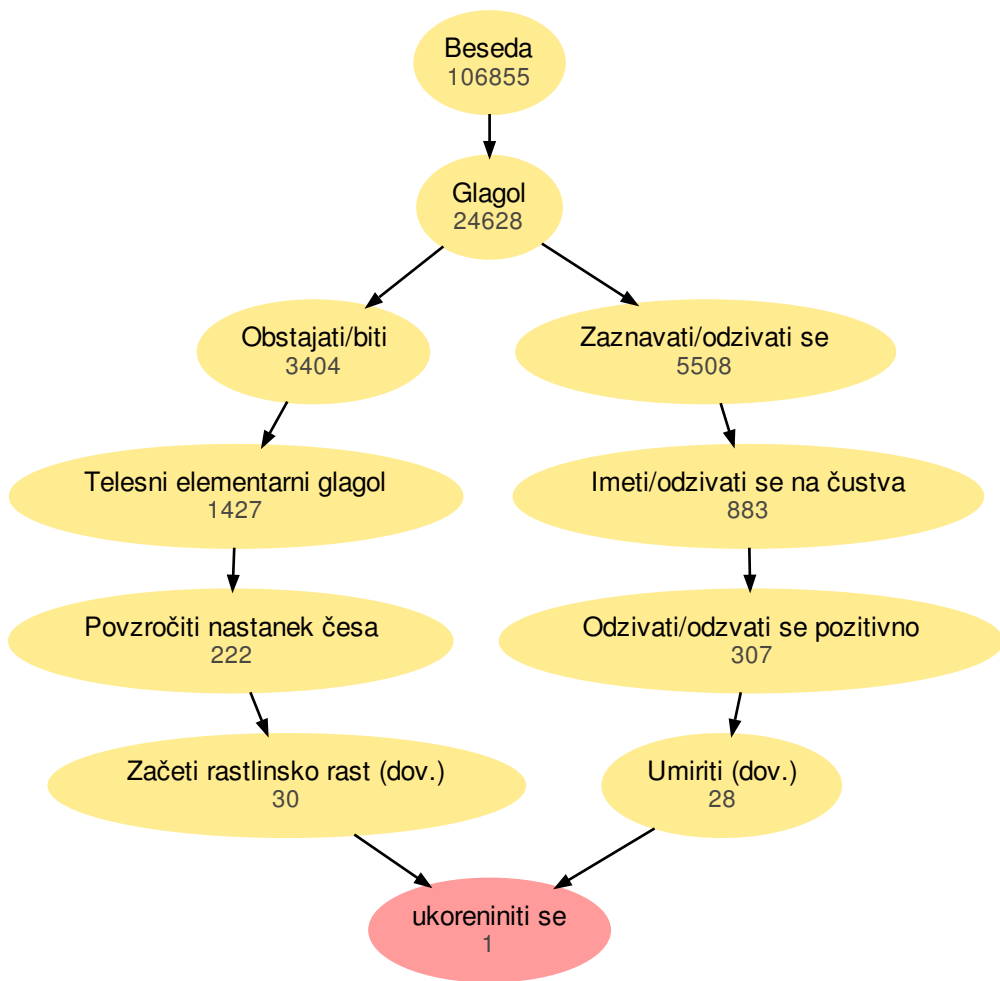 Beseda
106855
Glagol
24628
Obstajati/biti
3404
Zaznavati/odzivati se
5508
Telesni elementarni glagol
1427
Imeti/odzivati se na čustva
883
Povzročiti nastanek česa
222
Odzivati/odzvati se pozitivno
307
Začeti rastlinsko rast (dov.)
30
Umiriti (dov.)
28
ukoreniniti se
1